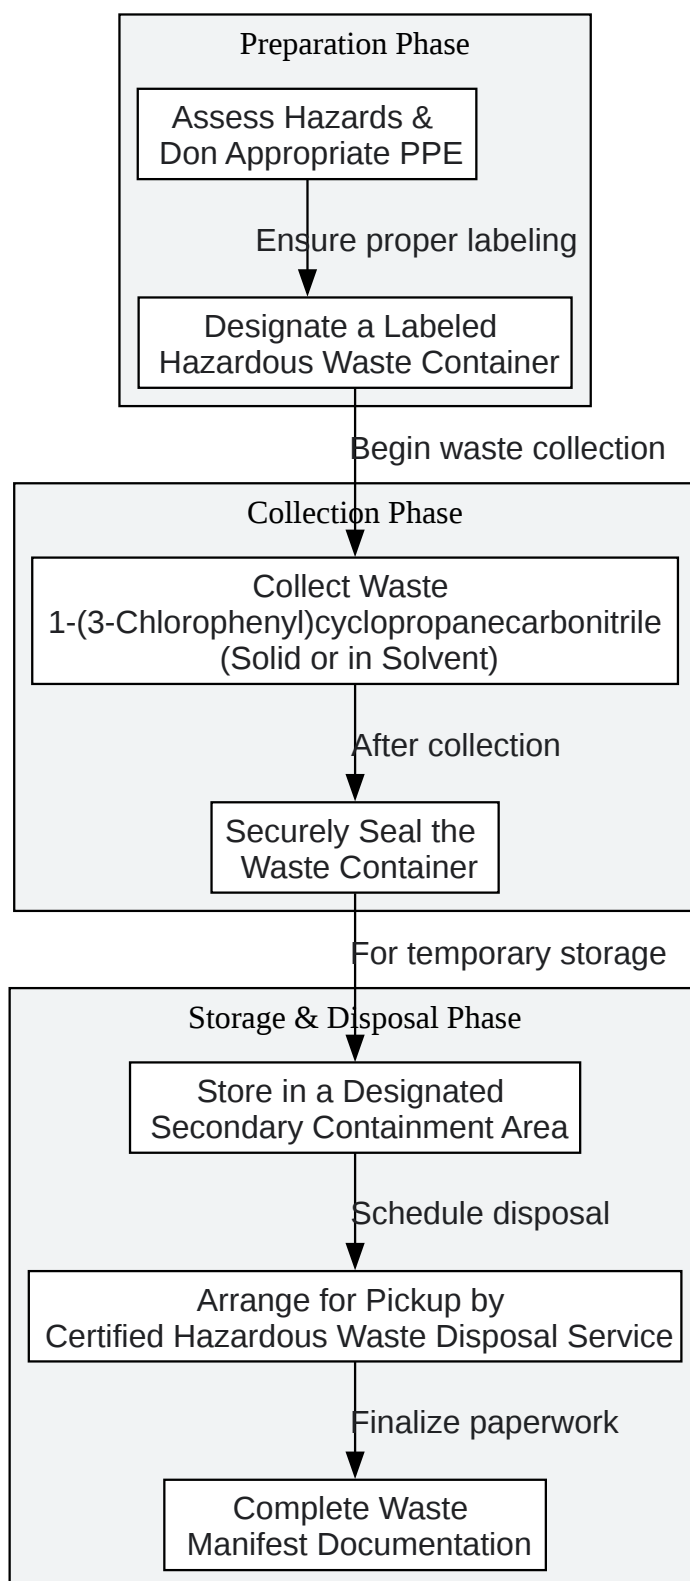 Preparation Phase
Assess Hazards &
Don Appropriate PPE
Ensure proper labeling
Designate a Labeled
Hazardous Waste Container
Begin waste collection
Collection Phase
Collect Waste
1-(3-Chlorophenyl)cyclopropanecarbonitrile
(Solid or in Solvent)
After collection
Securely Seal the
Waste Container
For temporary storage
Storage & Disposal Phase
Store in a Designated
Secondary Containment Area
Schedule disposal
Arrange for Pickup by
Certified Hazardous Waste Disposal Service
Finalize paperwork
Complete Waste
Manifest Documentation